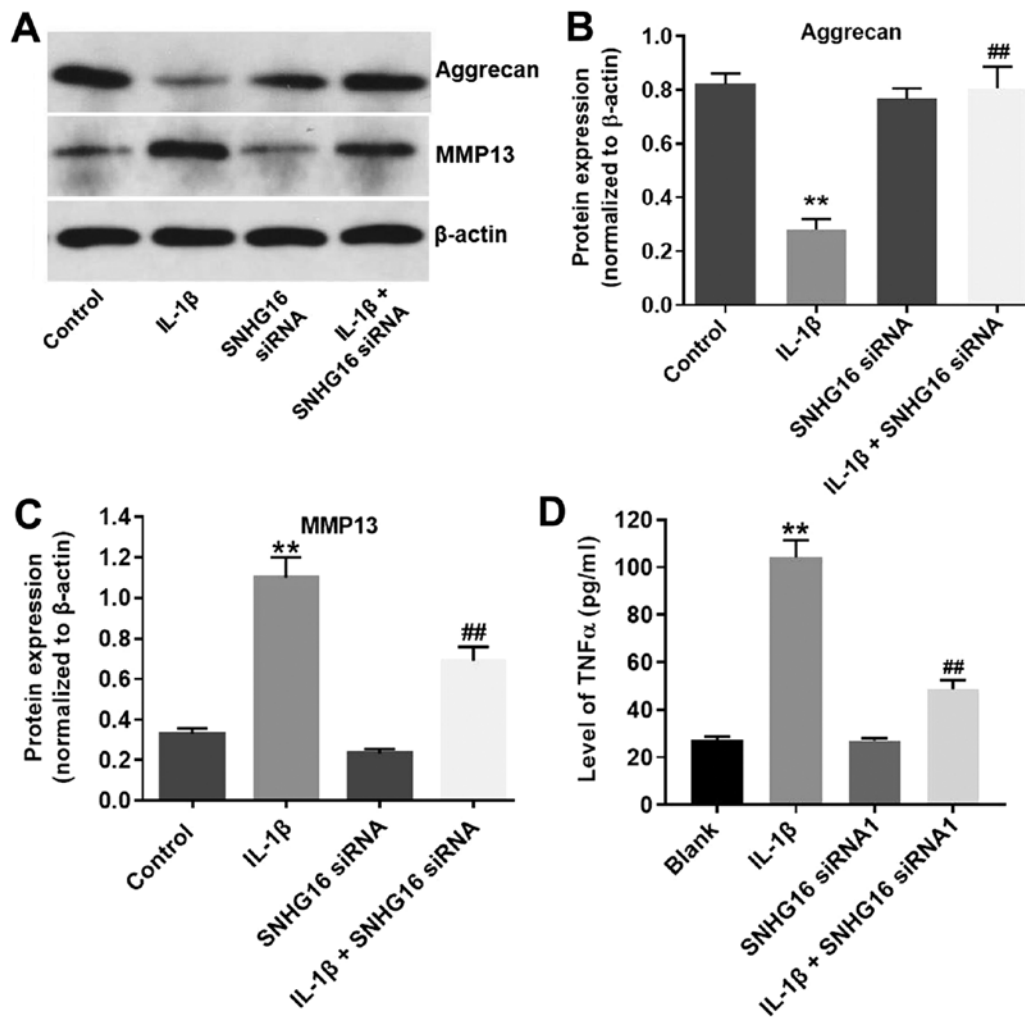 A
Aggrecan
MMP13
β-actin
Control
IL-1β
SNHG16
siRNA
IL-1β +
SNHG16 siRNA
B
Aggrecan
Protein expression
(normalized to β-actin)
1.0
0.8
0.6
0.4
0.2
0.0
**
##
Control
IL-1β
SNHG16 siRNA
IL-1β + SNHG16 siRNA
C
MMP13
Protein expression
(normalized to β-actin)
1.4
1.2
1.0
0.8
0.6
0.4
0.2
0.0
**
##
Control
IL-1β
SNHG16 siRNA
IL-1β + SNHG16 siRNA
D
Level of TNFα (pg/ml)
120
100
80
60
40
20
0
**
##
Blank
IL-1β
SNHG16 siRNA1
IL-1β + SNHG16 siRNA1